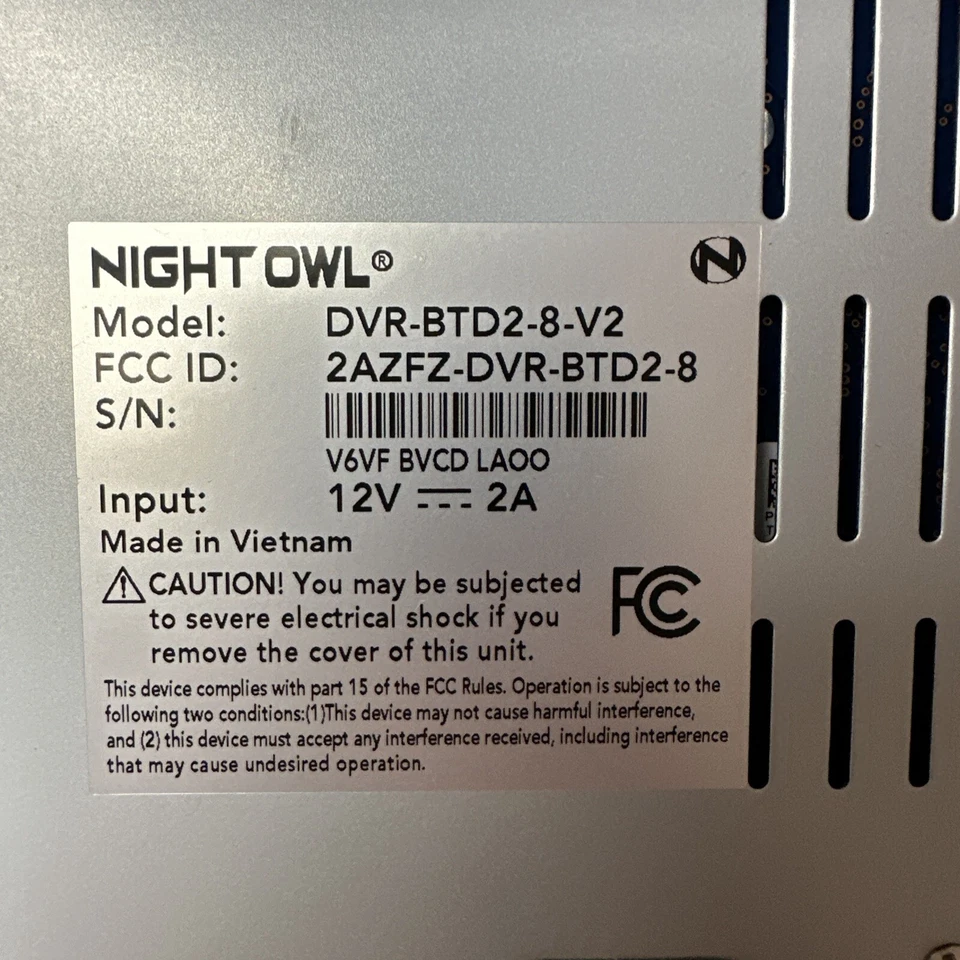 NIGHT OWL®
Model: DVR-BTD2-8-V2
FCC ID: 2AZFZ-DVR-BTD2-8
S/N:
V6VF BVCD LAOO
Input: 12V ⎓ 2A
Made in Vietnam
CAUTION! You may be subjected
to severe electrical shock if you
remove the cover of this unit.
FC
This device complies with part 15 of the FCC Rules. Operation is subject to the
following two conditions:(1)This device may not cause harmful interference,
and (2) this device must accept any interference received, including interference
that may cause undesired operation.